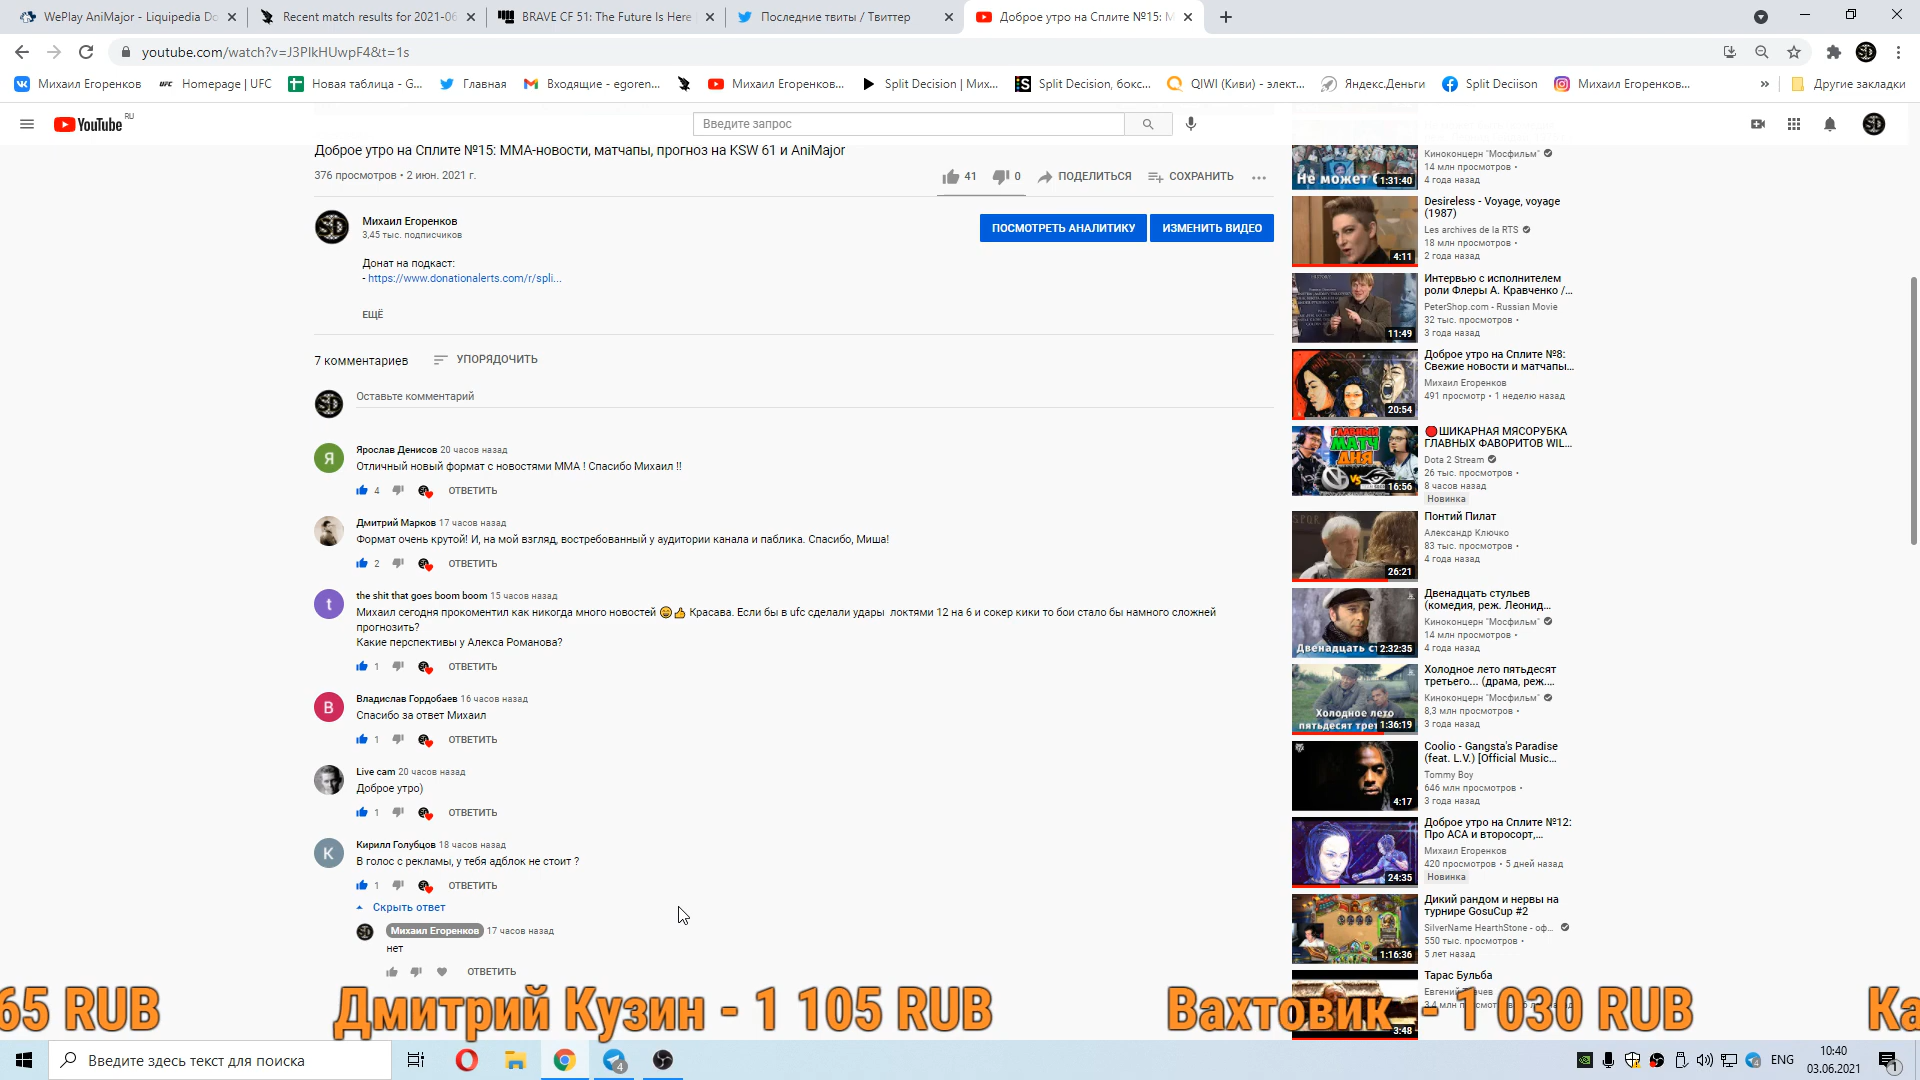 WePlay AniMajor - Liquipedia Do
Recent match results for 2021-06
BRAVE CF 51: The Future Is Here
Последние твиты / Твиттер
Доброе утро на Сплите №15: М
youtube.com/watch?v=J3PIkHUwpF4&t=1s
Михаил Егоренков
UFC Homepage | UFC
Новая таблица - G...
Главная
Входящие - egoren...
Михаил Егоренков...
Split Decision | Мих...
Split Decision, бокс...
QIWI (Киви) - элект...
Яндекс.Деньги
Split Deciison
Михаил Егоренков...
»
Другие закладки
YouTube RU
Введите запрос
Доброе утро на Сплите №15: ММА-новости, матчапы, прогноз на KSW 61 и AniMajor
376 просмотров • 2 июн. 2021 г.
41
0
ПОДЕЛИТЬСЯ
СОХРАНИТЬ
Михаил Егоренков
3,45 тыс. подписчиков
ПОСМОТРЕТЬ АНАЛИТИКУ
ИЗМЕНИТЬ ВИДЕО
Донат на подкаст:
- https://www.donationalerts.com/r/spli...
ЕЩЁ
7 комментариев
УПОРЯДОЧИТЬ
Оставьте комментарий
Я
Ярослав Денисов 20 часов назад
Отличный новый формат с новостями ММА ! Спасибо Михаил !!
4 ОТВЕТИТЬ
Дмитрий Марков 17 часов назад
Формат очень крутой! И, на мой взгляд, востребованный у аудитории канала и паблика. Спасибо, Миша!
2 ОТВЕТИТЬ
t
the shit that goes boom boom 15 часов назад
Михаил сегодня прокоментил как никогда много новостей 😄👍 Красава. Если бы в ufc сделали удары локтями 12 на 6 и сокер кики то бои стало бы намного сложней
прогнозить?
Какие перспективы у Алекса Романова?
1 ОТВЕТИТЬ
В
Владислав Гордобаев 16 часов назад
Спасибо за ответ Михаил
1 ОТВЕТИТЬ
Live cam 20 часов назад
Доброе утро)
1 ОТВЕТИТЬ
К
Кирилл Голубцов 18 часов назад
В голос с рекламы, у тебя адблок не стоит ?
1 ОТВЕТИТЬ
Скрыть ответ
Михаил Егоренков 17 часов назад
нет
ОТВЕТИТЬ
Не может
1:31:40
Киноконцерн "Мосфильм"
14 млн просмотров •
4 года назад
4:11
Desireless - Voyage, voyage
(1987)
Les archives de la RTS
18 млн просмотров •
2 года назад
11:49
Интервью с исполнителем
роли Флеры А. Кравченко /...
PeterShop.com - Russian Movie
32 тыс. просмотров •
3 года назад
20:54
Доброе утро на Сплите №8:
Свежие новости и матчапы...
Михаил Егоренков
491 просмотр • 1 неделю назад
ГЛАВНЫЙ
МАТЧ
ДНЯ
VS
16:56
ШИКАРНАЯ МЯСОРУБКА
ГЛАВНЫХ ФАВОРИТОВ WIL...
Dota 2 Stream
26 тыс. просмотров •
8 часов назад
Новинка
26:21
Понтий Пилат
Александр Ключко
83 тыс. просмотров •
4 года назад
Двенадцать ст
2:32:35
Двенадцать стульев
(комедия, реж. Леонид...
Киноконцерн "Мосфильм"
14 млн просмотров •
4 года назад
Холодное лето
пятьдесят трет
1:36:19
Холодное лето пятьдесят
третьего... (драма, реж....
Киноконцерн "Мосфильм"
8,3 млн просмотров •
3 года назад
4:17
Coolio - Gangsta's Paradise
(feat. L.V.) [Official Music...
Tommy Boy
646 млн просмотров •
3 года назад
24:35
Доброе утро на Сплите №12:
Про АСА и второсорт,...
Михаил Егоренков
420 просмотров • 5 дней назад
Новинка
1:16:36
Дикий рандом и нервы на
турнире GosuCup #2
SilverName HearthStone - оф...
550 тыс. просмотров •
5 лет назад
3:48
Тарас Бульба
3,4 млн
65 RUB
Дмитрий Кузин - 1 105 RUB
Вахтовик - 1 030 RUB
Ка
Введите здесь текст для поиска
4
4
ENG
10:40
03.06.2021
1